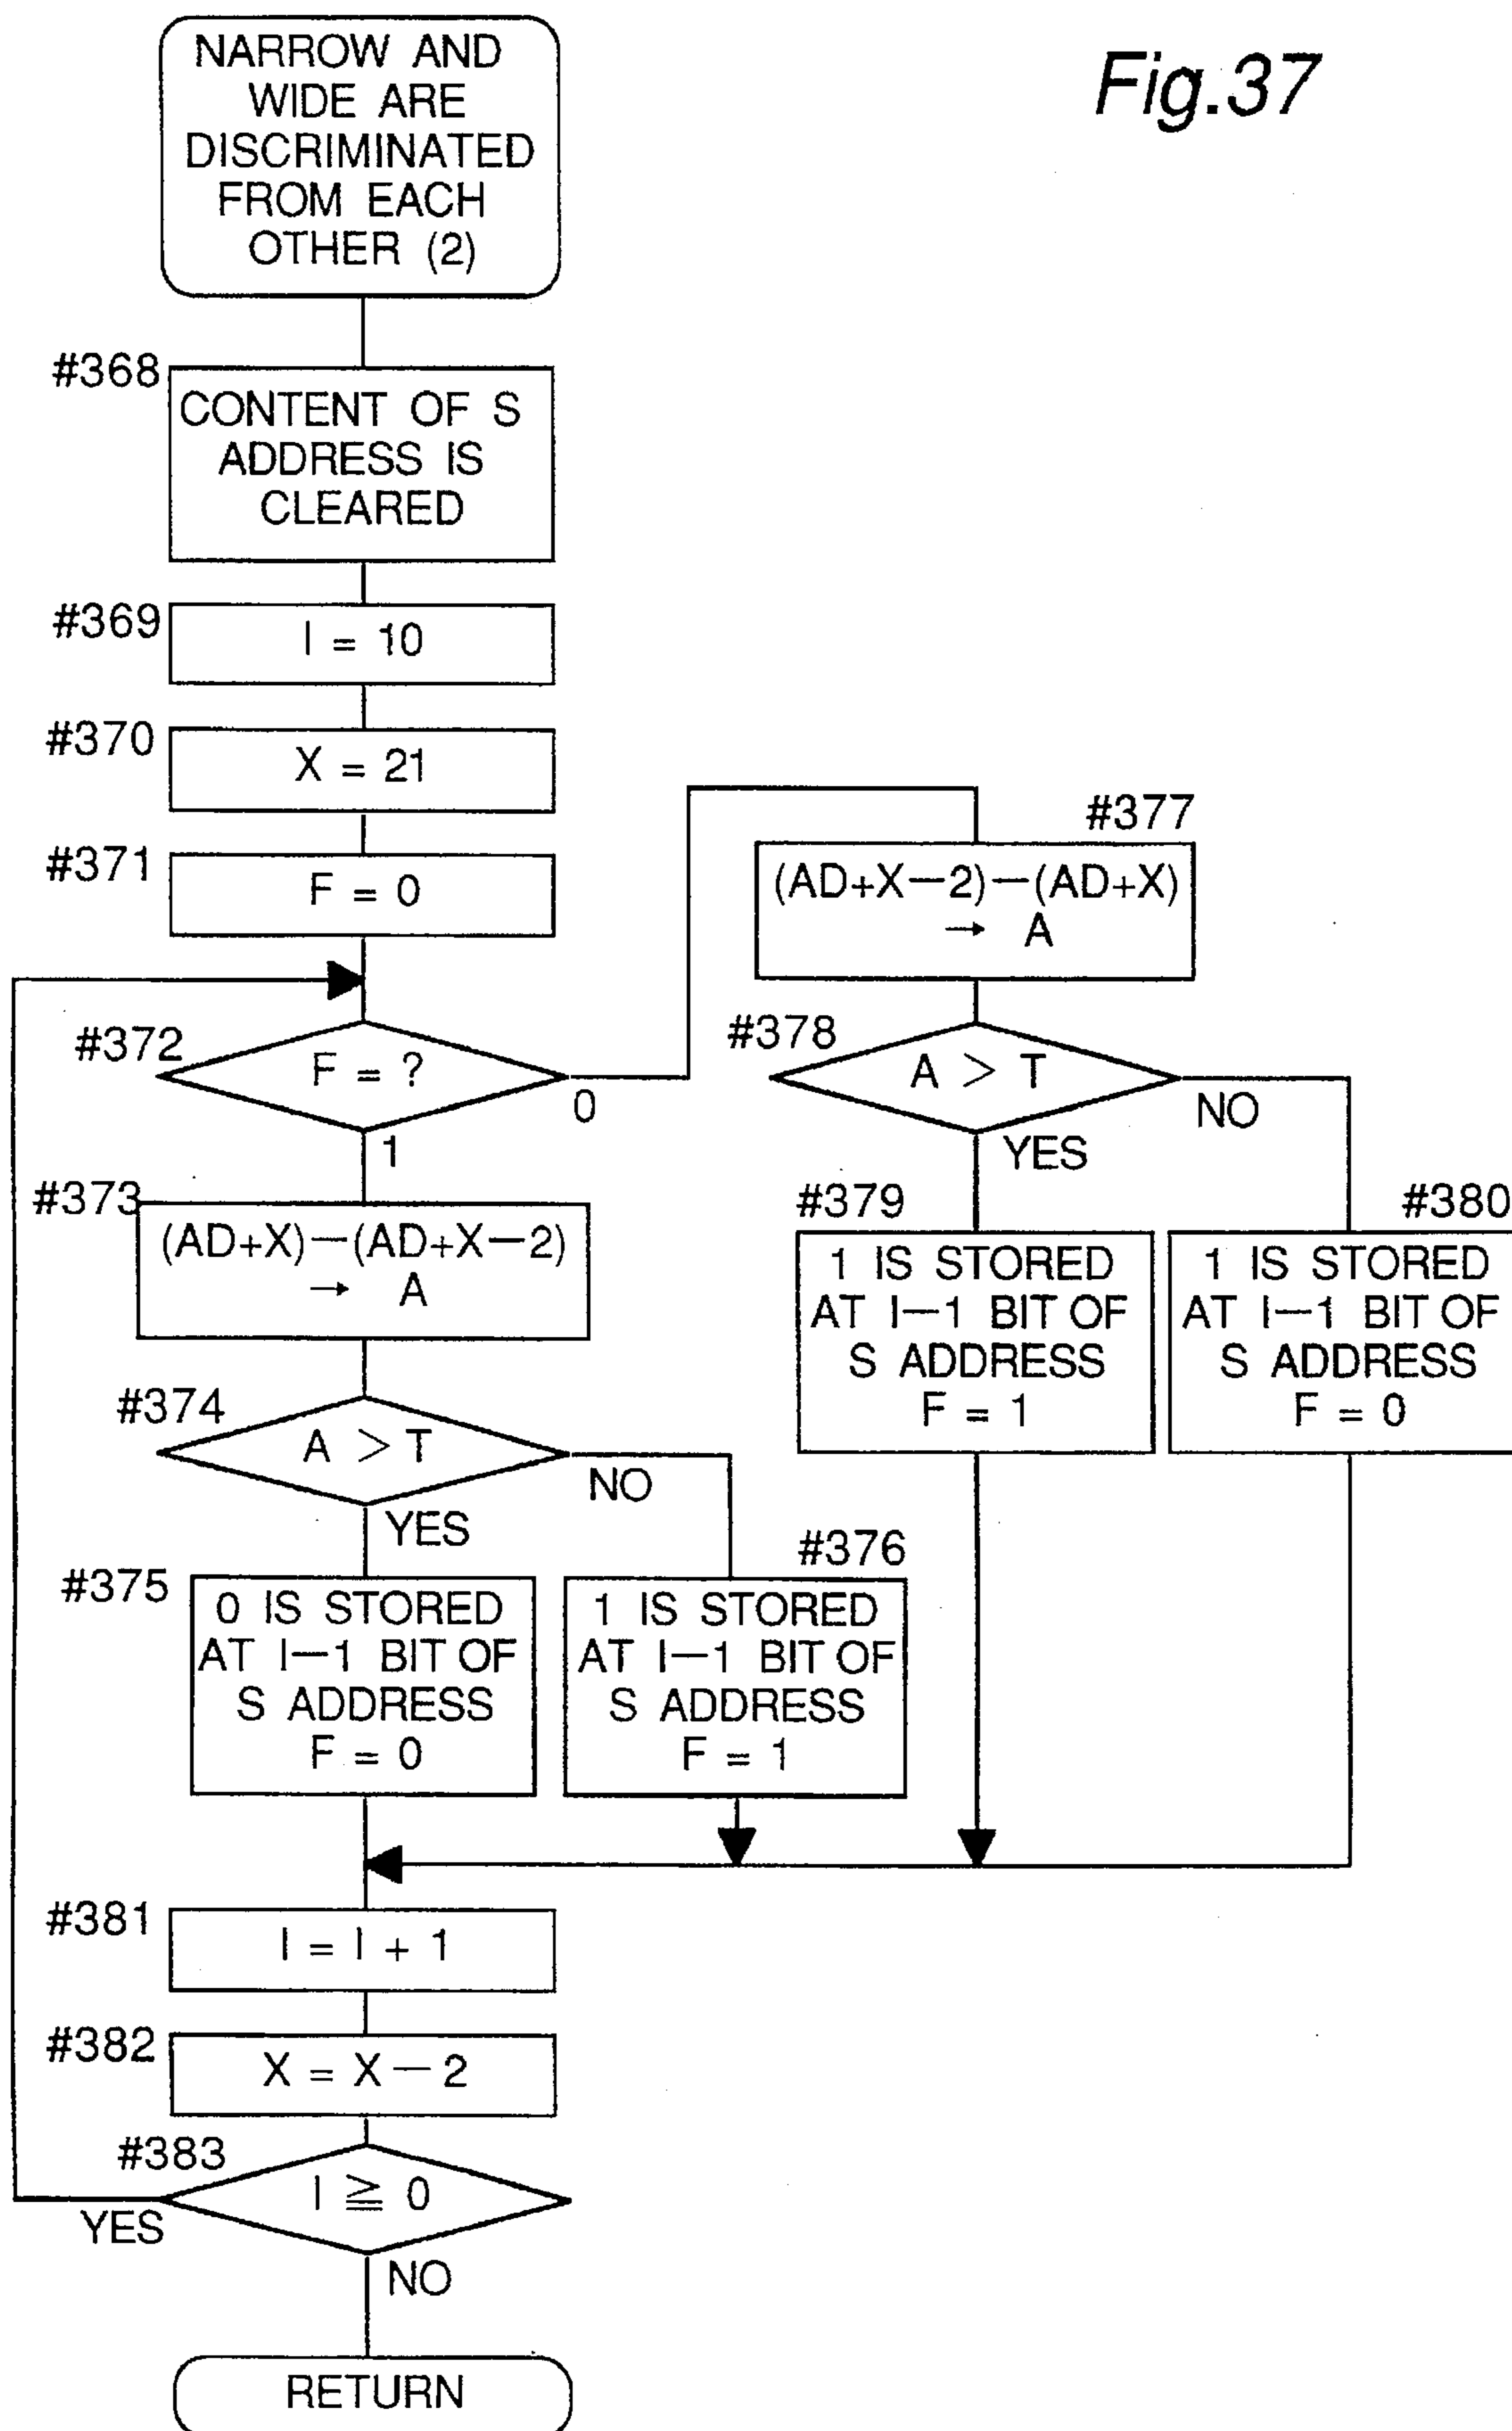 Fig.37
NARROW AND
WIDE ARE
DISCRIMINATED
FROM EACH
OTHER (2)
#368
CONTENT OF S
ADDRESS IS
CLEARED
#369
I = 10
#370
X = 21
#371
F = 0
#372
F = ?
0
1
#373
(AD+X)−(AD+X−2)
→ A
#374
A > T
NO
YES
#375
0 IS STORED
AT I−1 BIT OF
S ADDRESS
F = 0
#376
1 IS STORED
AT I−1 BIT OF
S ADDRESS
F = 1
#377
(AD+X−2)−(AD+X)
→ A
#378
A > T
NO
YES
#379
1 IS STORED
AT I−1 BIT OF
S ADDRESS
F = 1
#380
1 IS STORED
AT I−1 BIT OF
S ADDRESS
F = 0
#381
I = I + 1
#382
X = X − 2
#383
I ≧ 0
YES
NO
RETURN